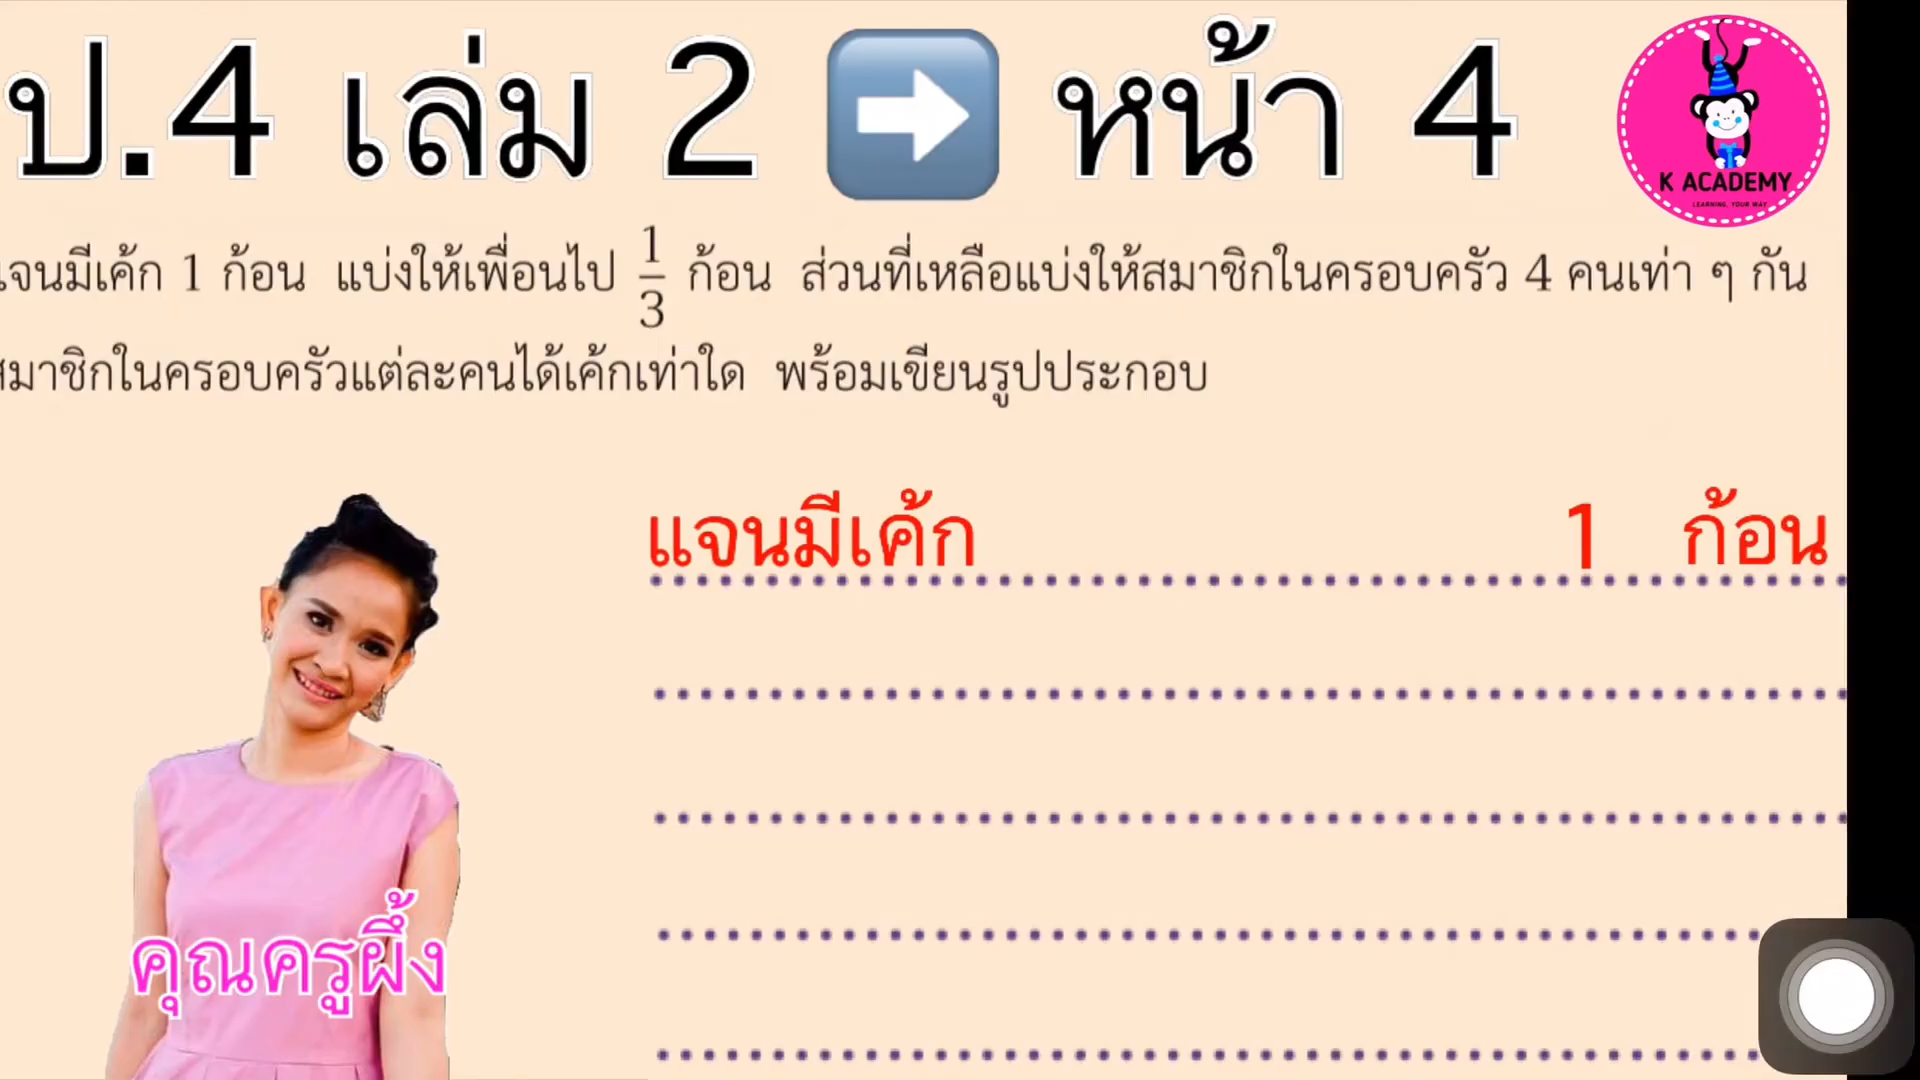 ป.4 เล่ม 2 ➡ หน้า 4
K ACADEMY
LEARNING, YOUR WAY
แจนมีเค้ก 1 ก้อน แบ่งให้เพื่อนไป 1/3 ก้อน ส่วนที่เหลือแบ่งให้สมาชิกในครอบครัว 4 คนเท่า ๆ กัน
สมาชิกในครอบครัวแต่ละคนได้เค้กเท่าใด พร้อมเขียนรูปประกอบ
แจนมีเค้ก 1 ก้อน
คุณครูผึ้ง